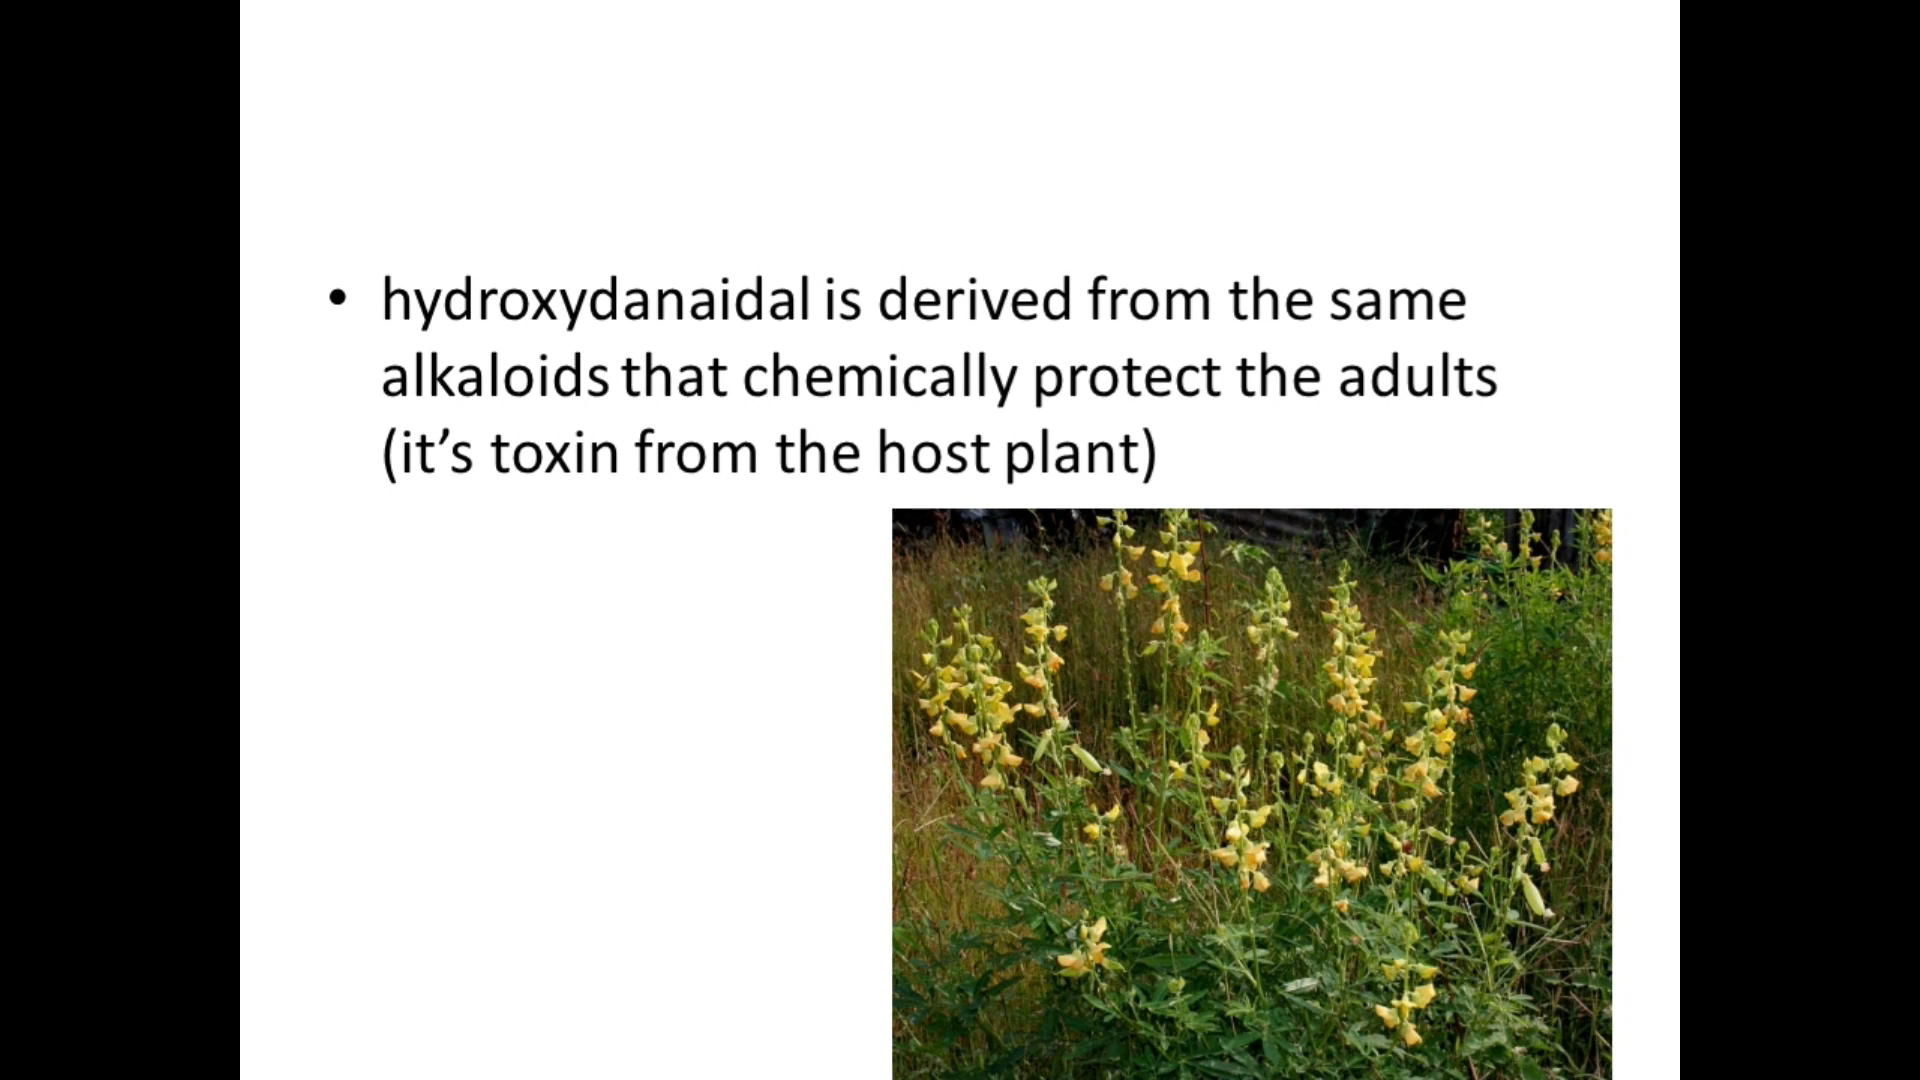 • hydroxydanaidal is derived from the same
alkaloids that chemically protect the adults
(it’s toxin from the host plant)